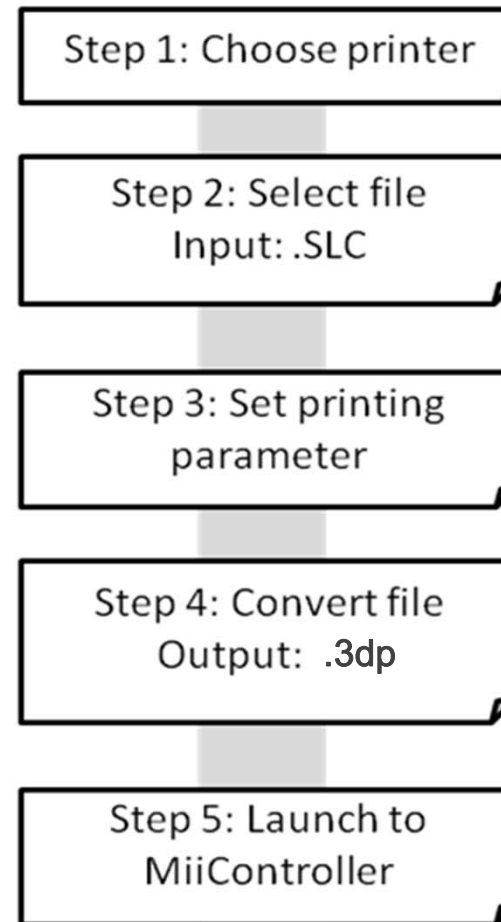 Step 1: Choose printer
Step 2: Select file
Input: .SLC
Step 3: Set printing
parameter
Step 4: Convert file
Output: .3dp
Step 5: Launch to
MiiController